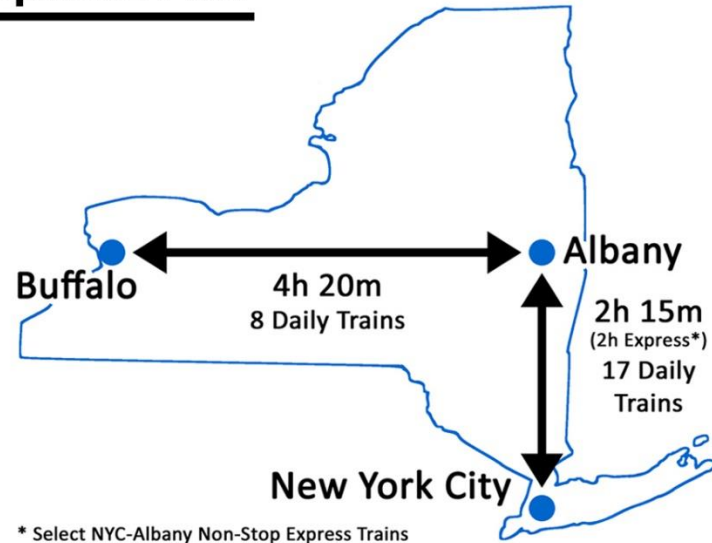 Buffalo
4h 20m
8 Daily Trains
Albany
2h 15m
(2h Express*)
17 Daily
Trains
New York City
* Select NYC-Albany Non-Stop Express Trains